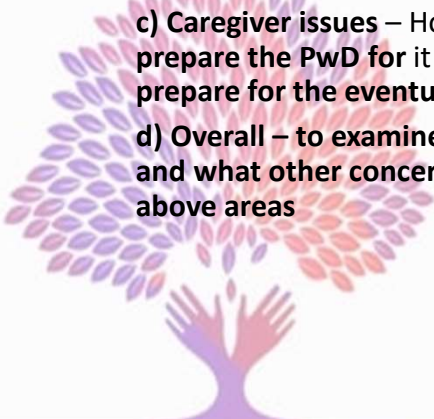 c) Caregiver issues – Ho
prepare the PwD for it
prepare for the eventu
d) Overall – to examine
and what other concer
above areas